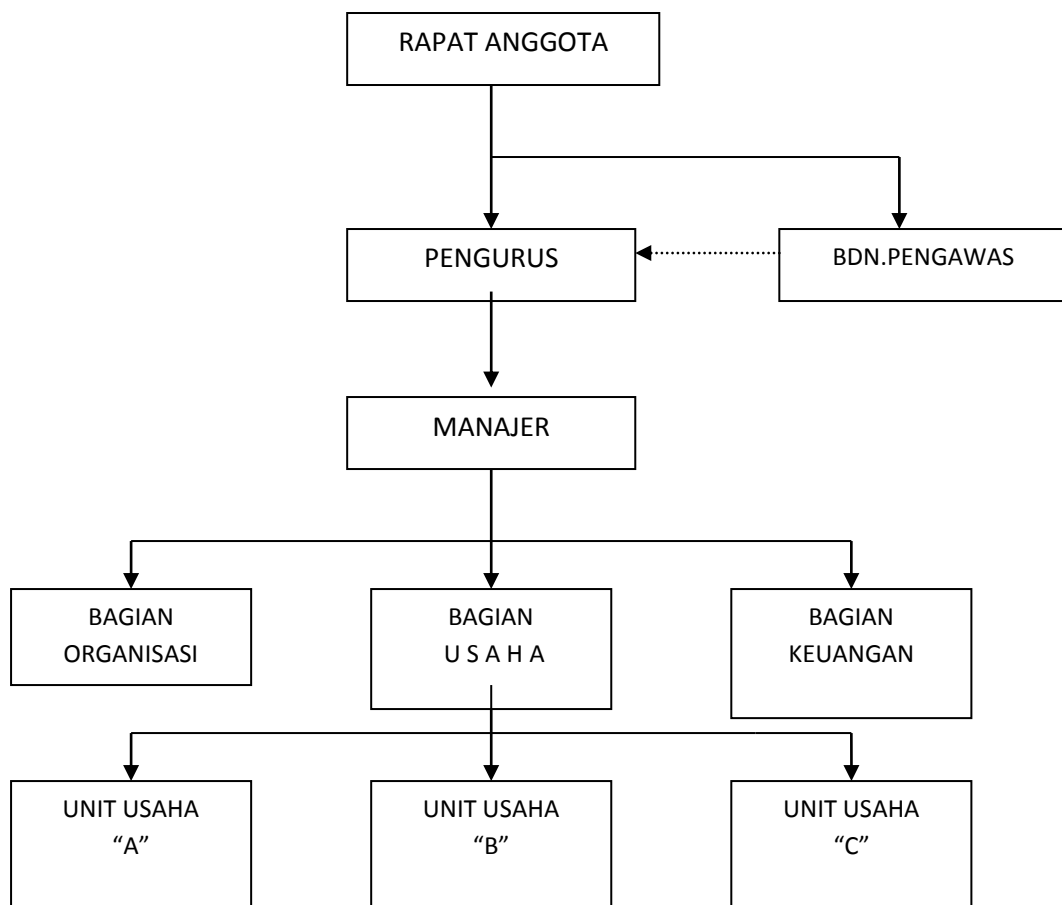 RAPAT ANGGOTA
PENGURUS
BDN.PENGAWAS
MANAJER
BAGIAN
ORGANISASI
BAGIAN
U S A H A
BAGIAN
KEUANGAN
UNIT USAHA
“A”
UNIT USAHA
“B”
UNIT USAHA
“C”